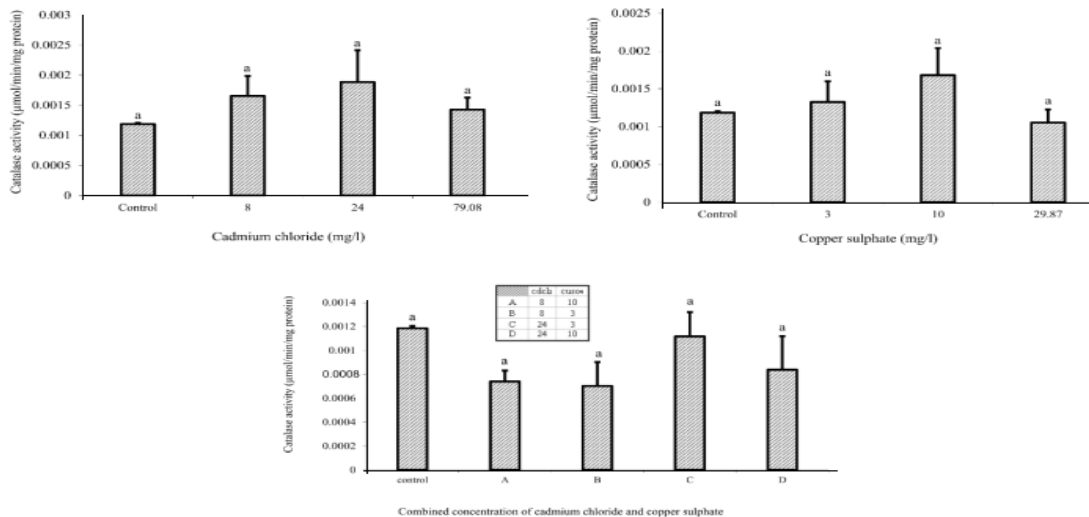 Catalase activity (μmol/min/mg protein)
0.003
0.0025
0.002
0.0015
0.001
0.0005
0
a
a
a
a
Control
8
24
79.08
Cadmium chloride (mg/l)
Catalase activity (μmol/min/mg protein)
0.0025
0.002
0.0015
0.001
0.0005
0
a
a
a
a
Control
3
10
29.87
Copper sulphate (mg/l)
Catalase activity (μmol/min/mg protein)
0.0014
0.0012
0.001
0.0008
0.0006
0.0004
0.0002
0
a
a
a
a
a
A 8 10
B 8 3
C 24 3
D 24 10
control
A
B
C
D
Combined concentration of cadmium chloride and copper sulphate